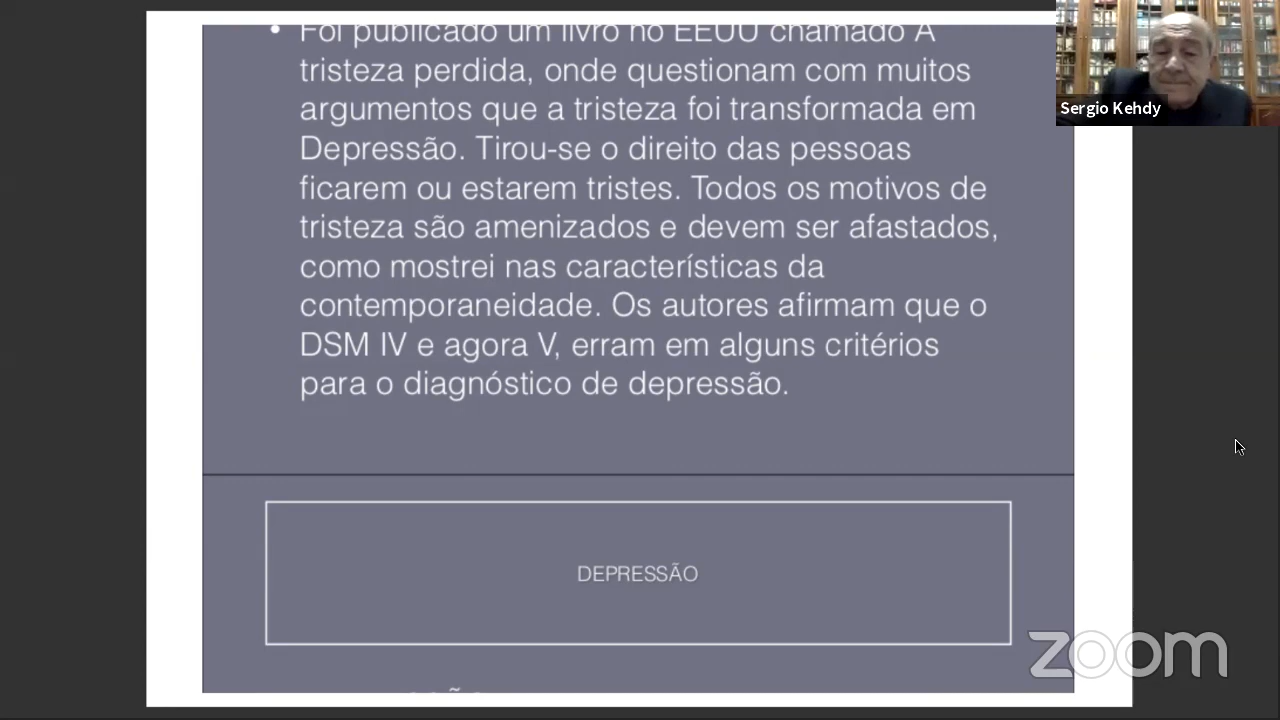 • Foi publicado um livro no EEUU chamado A
tristeza perdida, onde questionam com muitos
argumentos que a tristeza foi transformada em
Depressão. Tirou-se o direito das pessoas
ficarem ou estarem tristes. Todos os motivos de
tristeza são amenizados e devem ser afastados,
como mostrei nas características da
contemporaneidade. Os autores afirmam que o
DSM IV e agora V, erram em alguns critérios
para o diagnóstico de depressão.
Sergio Kehdy
DEPRESSÃO
zoom